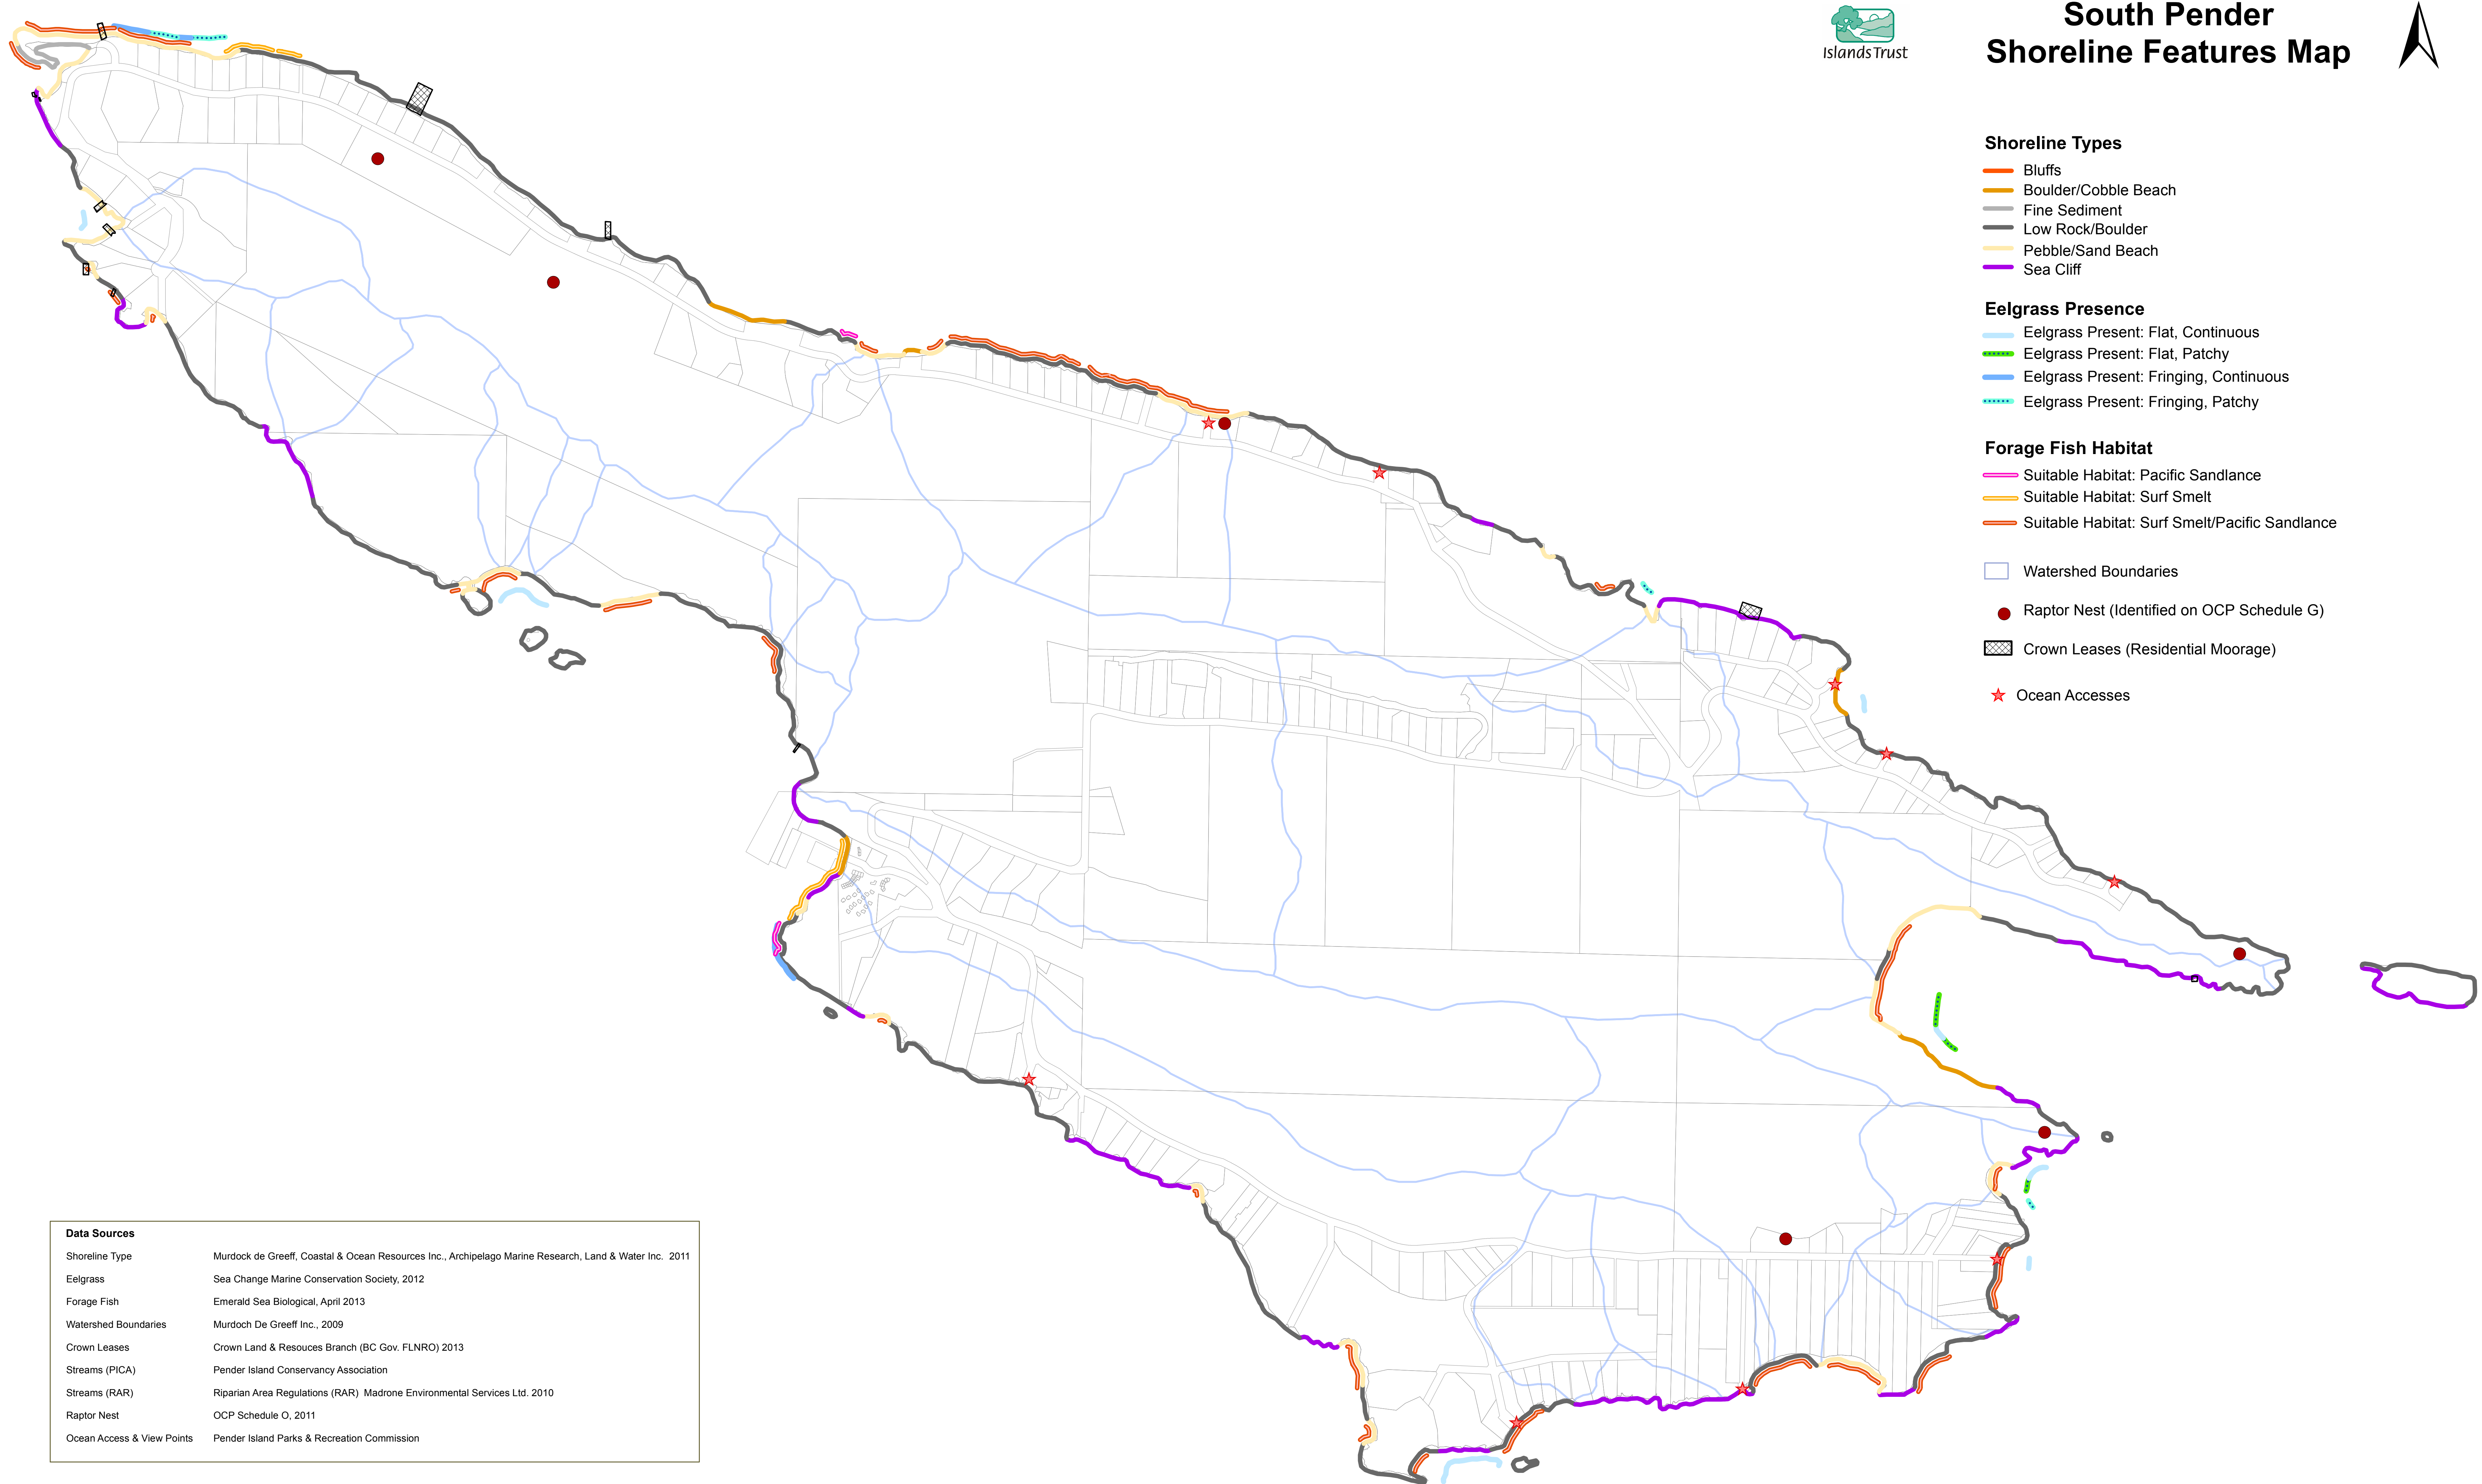 Islands Trust
South Pender
Shoreline Features Map
Shoreline Types
Bluffs
Boulder/Cobble Beach
Fine Sediment
Low Rock/Boulder
Pebble/Sand Beach
Sea Cliff
Eelgrass Presence
Eelgrass Present: Flat, Continuous
Eelgrass Present: Flat, Patchy
Eelgrass Present: Fringing, Continuous
Eelgrass Present: Fringing, Patchy
Forage Fish Habitat
Suitable Habitat: Pacific Sandlance
Suitable Habitat: Surf Smelt
Suitable Habitat: Surf Smelt/Pacific Sandlance
Watershed Boundaries
Raptor Nest (Identified on OCP Schedule G)
Crown Leases (Residential Moorage)
Ocean Accesses
Data Sources
Shoreline Type Murdock de Greeff, Coastal & Ocean Resources Inc., Archipelago Marine Research, Land & Water Inc. 2011
Eelgrass Sea Change Marine Conservation Society, 2012
Forage Fish Emerald Sea Biological, April 2013
Watershed Boundaries Murdoch De Greeff Inc., 2009
Crown Leases Crown Land & Resouces Branch (BC Gov. FLNRO) 2013
Streams (PICA) Pender Island Conservancy Association
Streams (RAR) Riparian Area Regulations (RAR) Madrone Environmental Services Ltd. 2010
Raptor Nest OCP Schedule O, 2011
Ocean Access & View Points Pender Island Parks & Recreation Commission